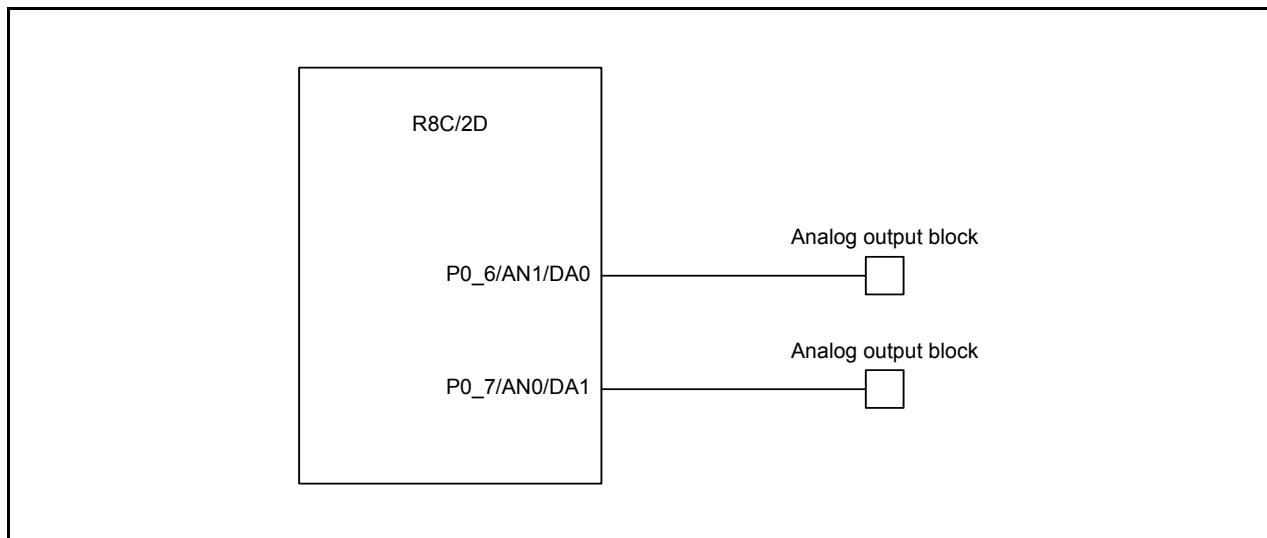 R8C/2D
Analog output block
P0_6/AN1/DA0
Analog output block
P0_7/AN0/DA1